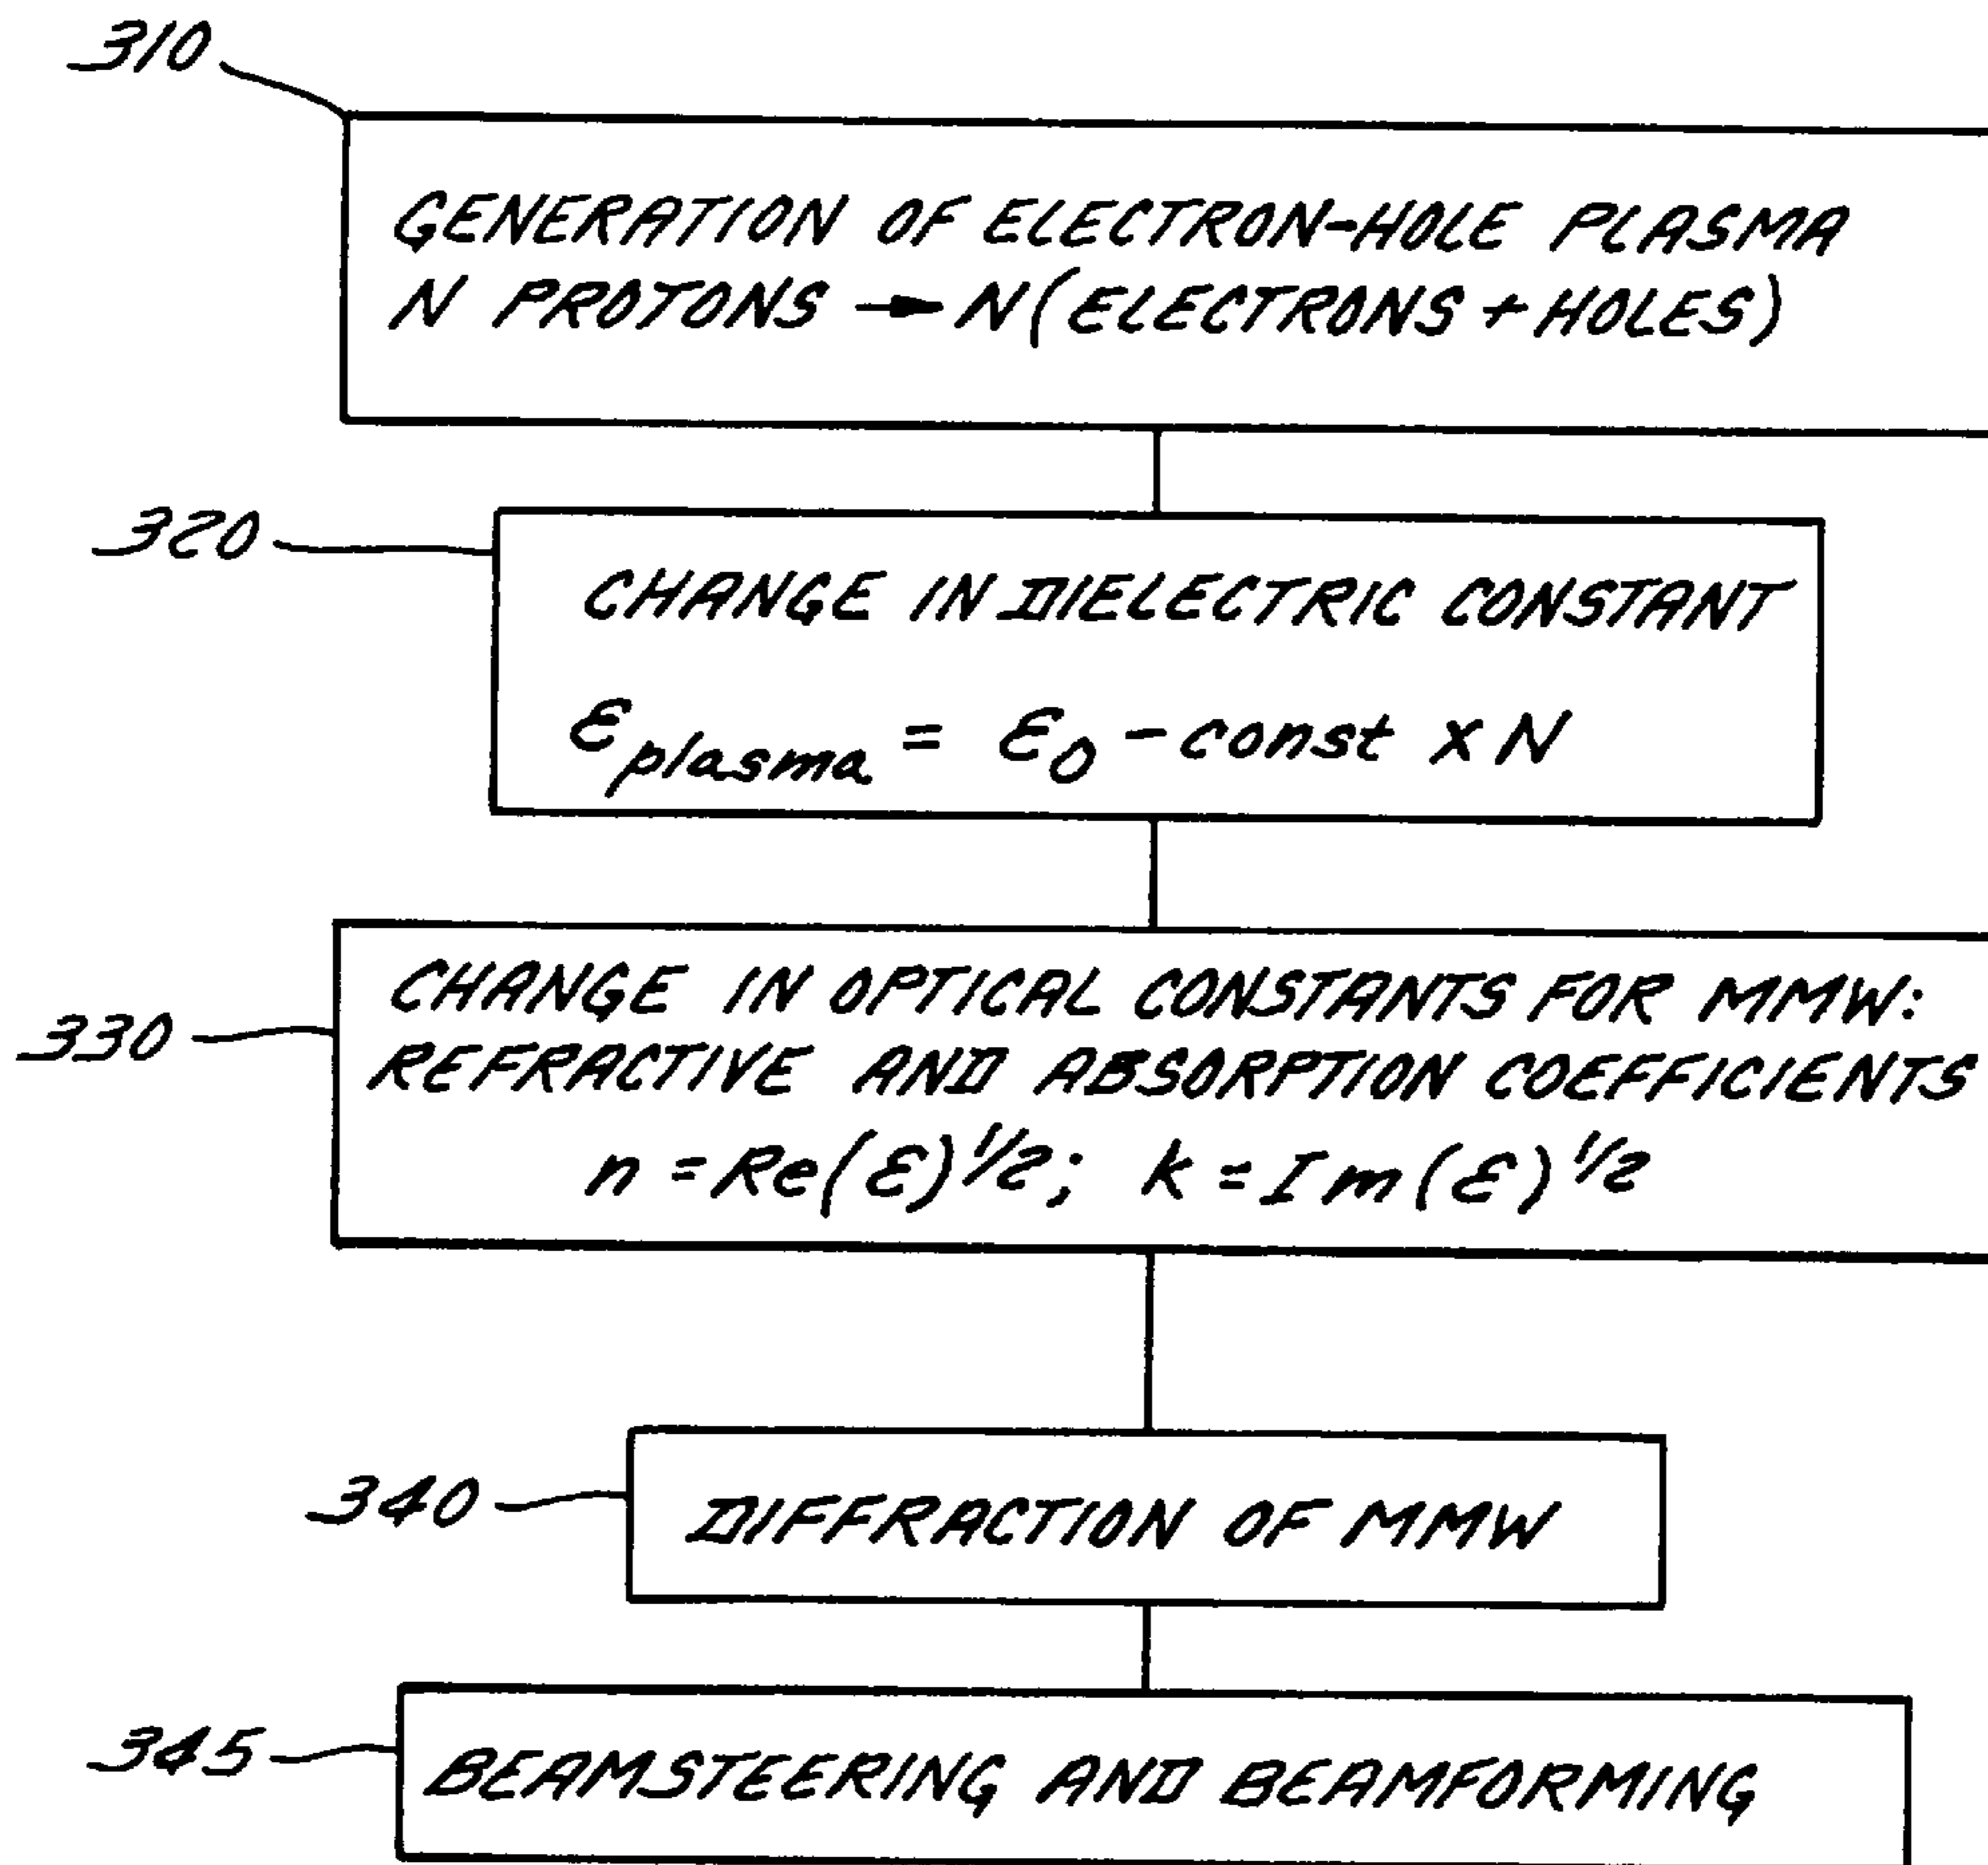 310
GENERATION OF ELECTRON-HOLE PLASMA
N PROTONS → N(ELECTRONS + HOLES)
320
CHANGE IN DIELECTRIC CONSTANT
ε plasma = ε0 - const x N
CHANGE IN OPTICAL CONSTANTS FOR MMW:
330
REFRACTIVE AND ABSORPTION COEFFICIENTS
n = Re(ε)^1/2; k = Im(ε)^1/2
340
DIFFRACTION OF MMW
345
BEAMSTEERING AND BEAMFORMING